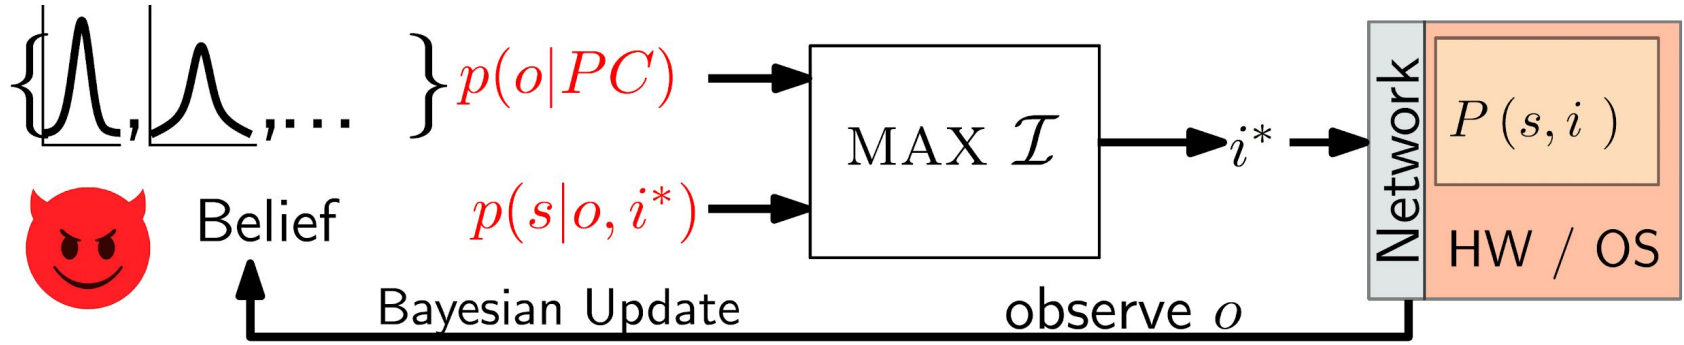 { , ,... } p(o|PC)
MAX ℐ
i*
Network
P (s, i )
Belief
p(s|o, i*)
HW / OS
Bayesian Update
observe o